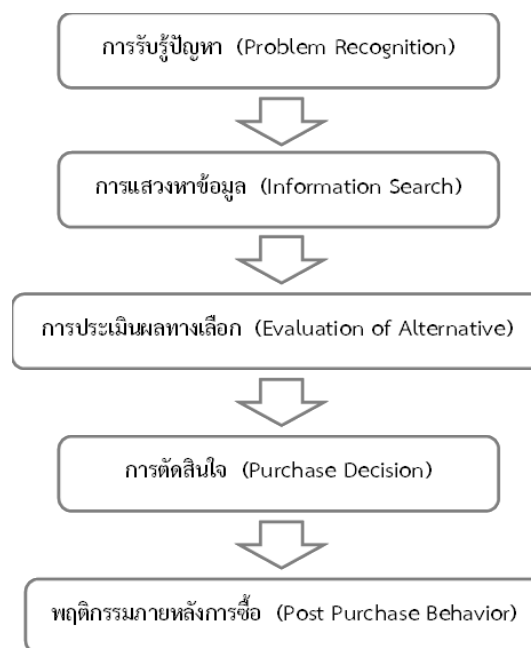 การรับรู้ปัญหา (Problem Recognition)
การแสวงหาข้อมูล (Information Search)
การประเมินผลทางเลือก (Evaluation of Alternative)
การตัดสินใจ (Purchase Decision)
พฤติกรรมภายหลังการซื้อ (Post Purchase Behavior)